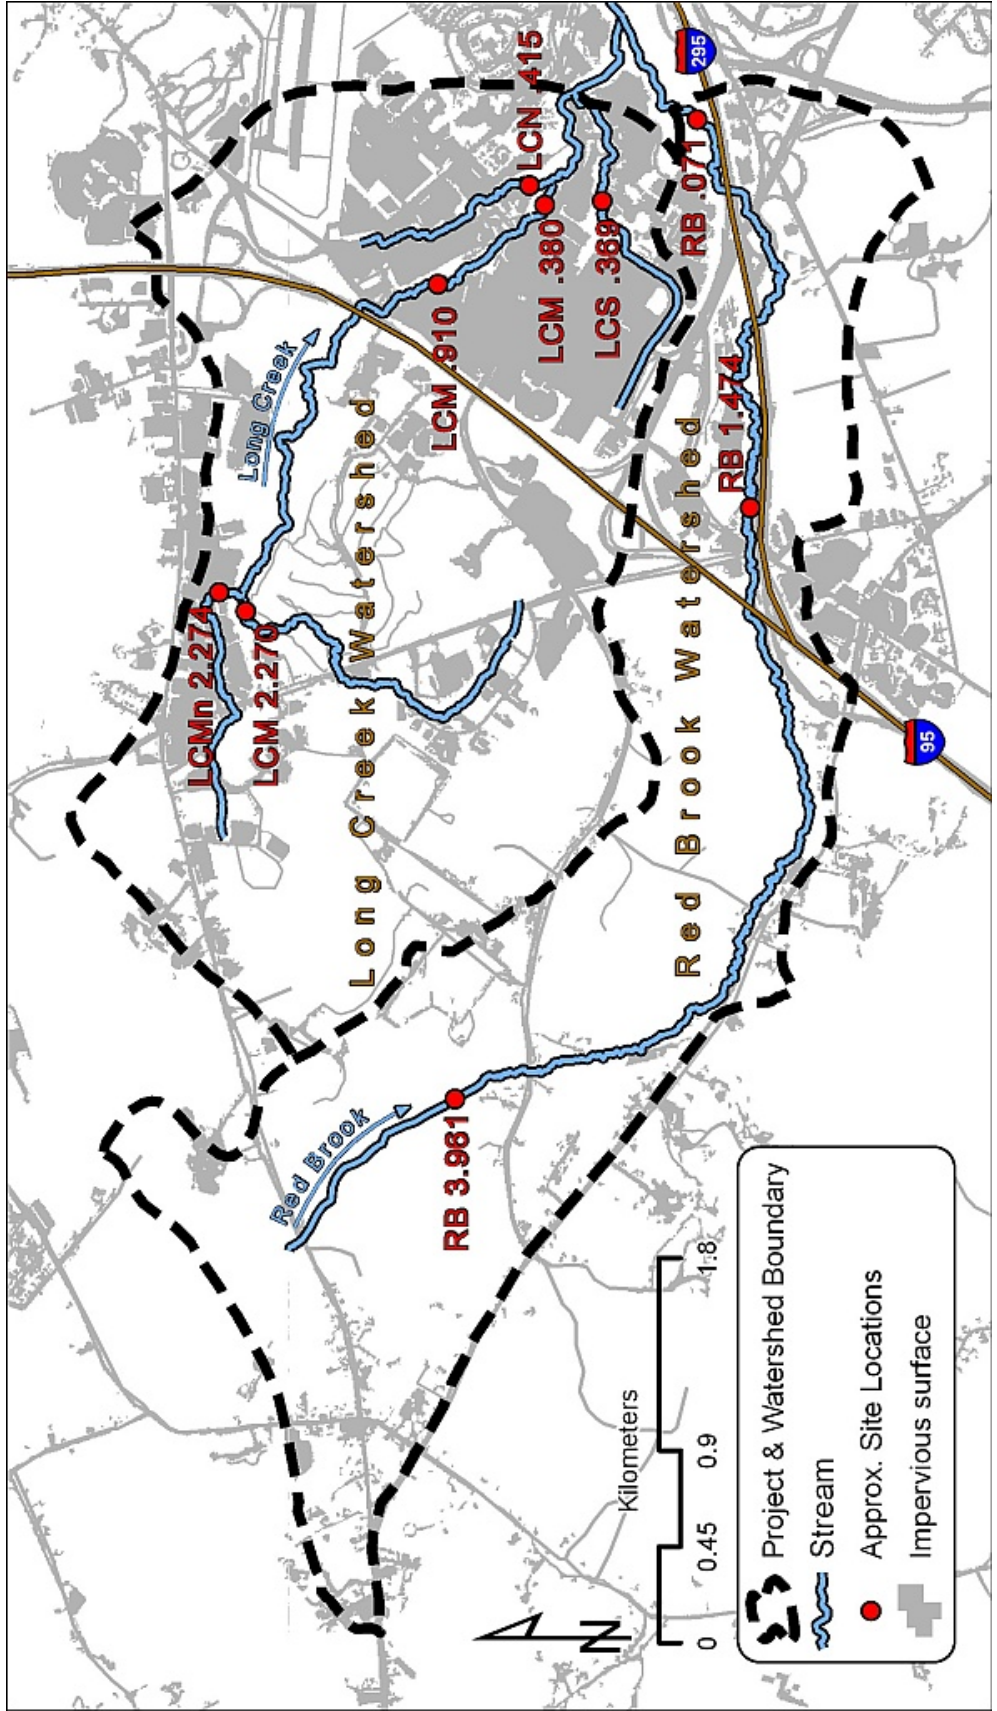 LCMn 2.274
LCM 2.270
Long Creek
LCM .910
LCN .415
LCM .380
LCS .369
Long Creek Watershed
Red Brook
RB 3.981
Red Brook Watershed
RB 1.474
RB .071
295
95
N
Kilometers
0 0.45 0.9 1.8
Project & Watershed Boundary
Stream
Approx. Site Locations
Impervious surface